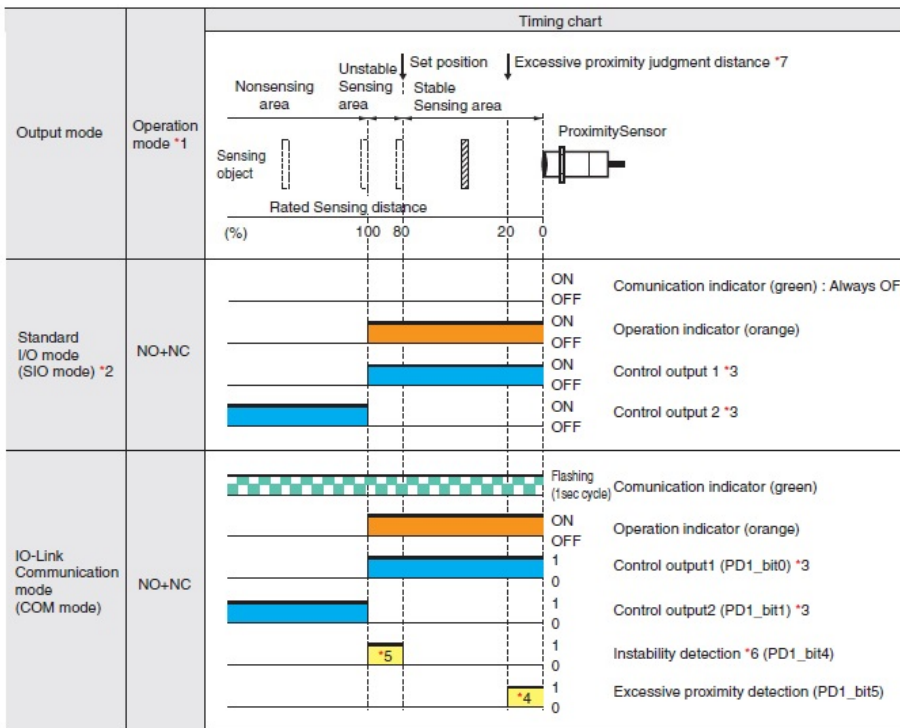 Timing chart
Output mode
Operation
mode *1
Nonsensing
area
Unstable
Sensing
area
Set position
Stable
Sensing area
Excessive proximity judgment distance *7
Sensing
object
ProximitySensor
Rated Sensing distance
(%) 100 80 20 0
Standard
I/O mode
(SIO mode) *2
NO+NC
ON
OFF
Comunication indicator (green) : Always OF
ON
OFF
Operation indicator (orange)
ON
OFF
Control output 1 *3
ON
OFF
Control output 2 *3
IO-Link
Communication
mode
(COM mode)
NO+NC
Flashing
(1sec cycle)
Comunication indicator (green)
ON
OFF
Operation indicator (orange)
1
0
Control output1 (PD1_bit0) *3
1
0
Control output2 (PD1_bit1) *3
*5
1
0
Instability detection *6 (PD1_bit4)
*4
1
0
Excessive proximity detection (PD1_bit5)